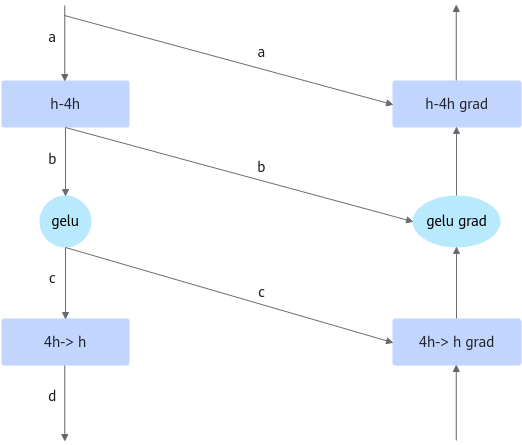 a
a
h-4h
h-4h grad
b
b
gelu
gelu grad
c
c
4h-> h
4h-> h grad
d